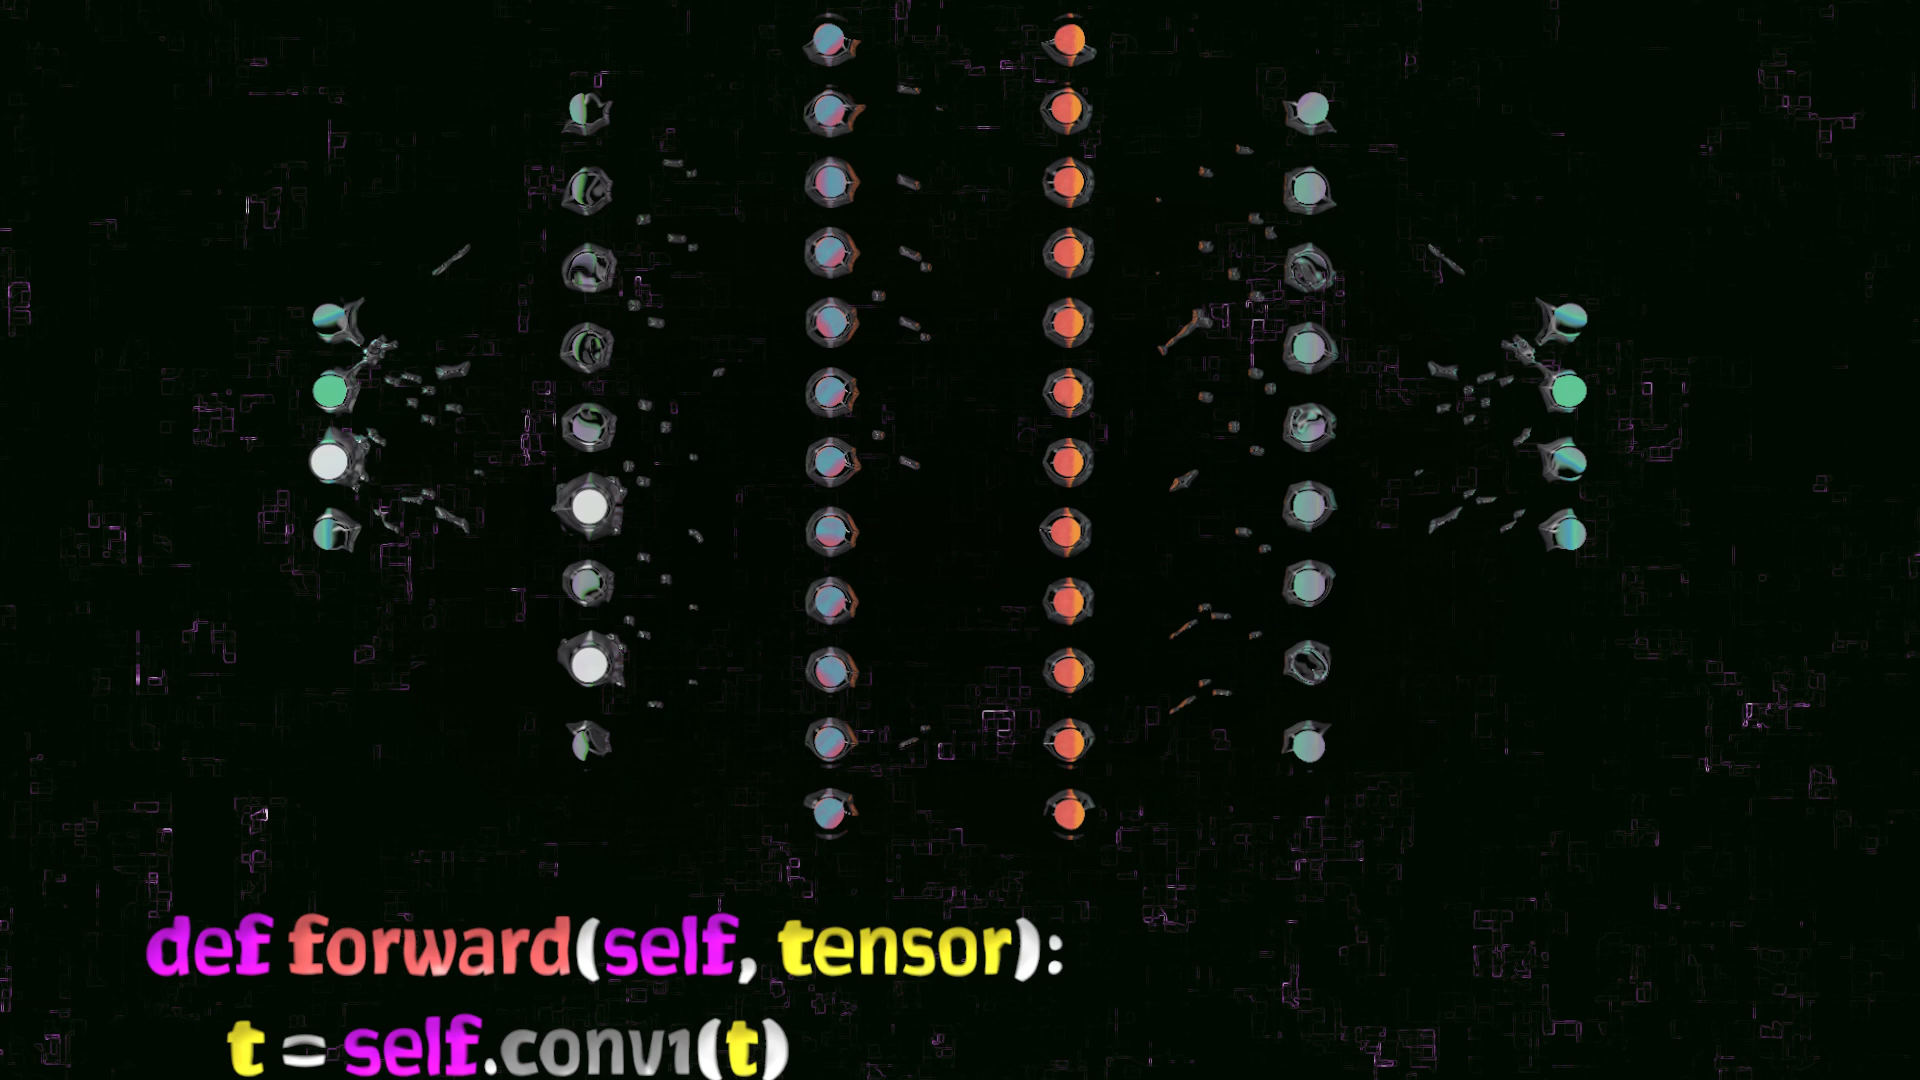 def forward(self, tensor):
t = self.conv1(t)